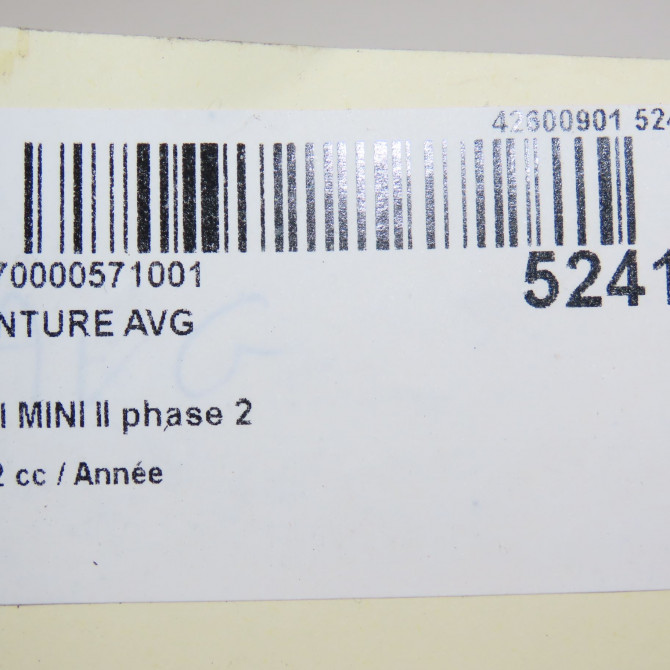 42600901 524
70000571001
5241
NTURE AVG
I MINI II phase 2
2 cc / Année